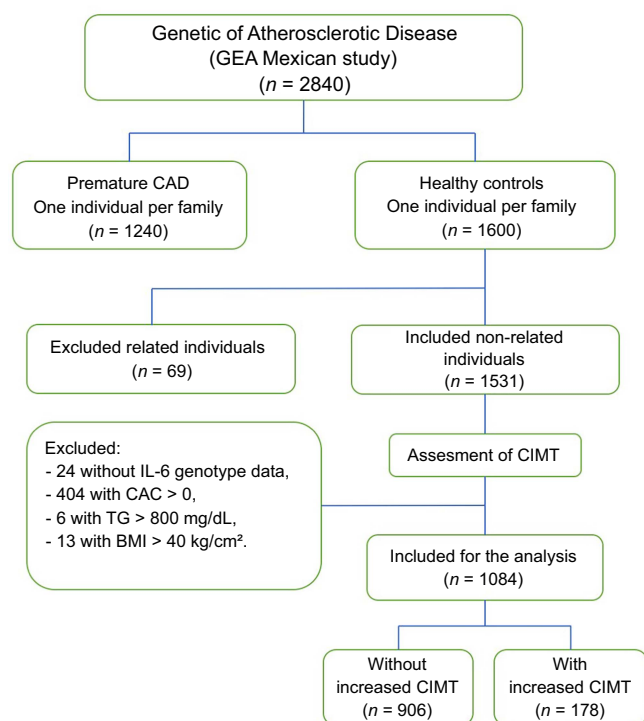 Genetic of Atherosclerotic Disease
(GEA Mexican study)
(n = 2840)
Premature CAD
One individual per family
(n = 1240)
Healthy controls
One individual per family
(n = 1600)
Excluded related individuals
(n = 69)
Included non-related
individuals
(n = 1531)
Excluded:
- 24 without IL-6 genotype data,
- 404 with CAC > 0,
- 6 with TG > 800 mg/dL,
- 13 with BMI > 40 kg/cm².
Assesment of CIMT
Included for the analysis
(n = 1084)
Without
increased CIMT
(n = 906)
With
increased CIMT
(n = 178)